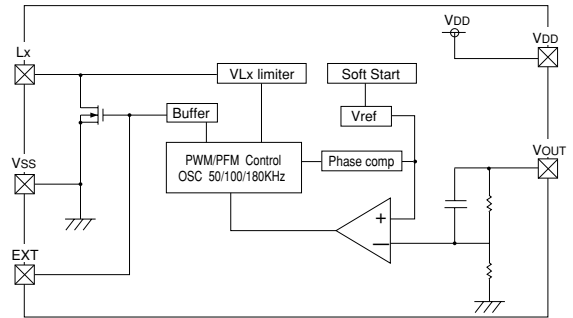 VDD
VDD
Lx
VLx limiter
Soft Start
Buffer
Vref
VSS
PWM/PFM Control
OSC 50/100/180KHz
Phase comp
VOUT
+
−
EXT